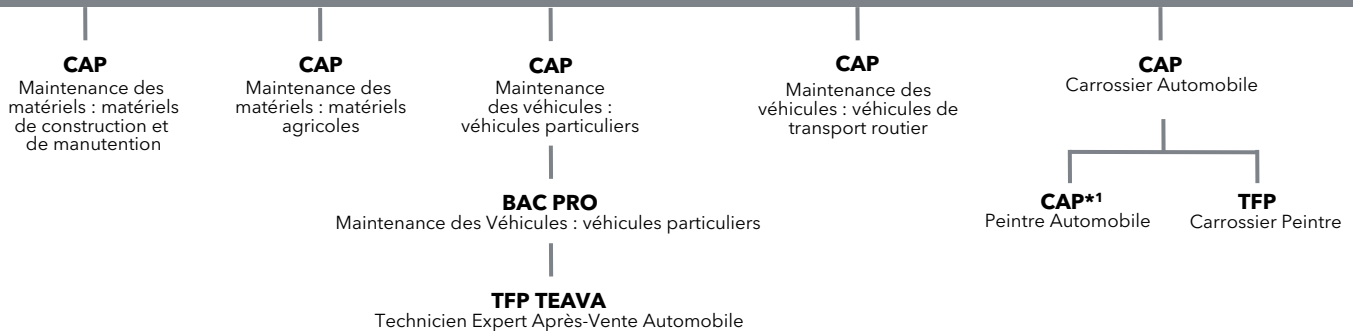 CAP
Maintenance des
matériels : matériels
de construction et
de manutention
CAP
Maintenance des
matériels : matériels
agricoles
CAP
Maintenance
des véhicules :
véhicules particuliers
CAP
Maintenance des
véhicules : véhicules de
transport routier
CAP
Carrossier Automobile
BAC PRO
Maintenance des Véhicules : véhicules particuliers
CAP*¹
Peintre Automobile
TFP
Carrossier Peintre
TFP TEAVA
Technicien Expert Après-Vente Automobile